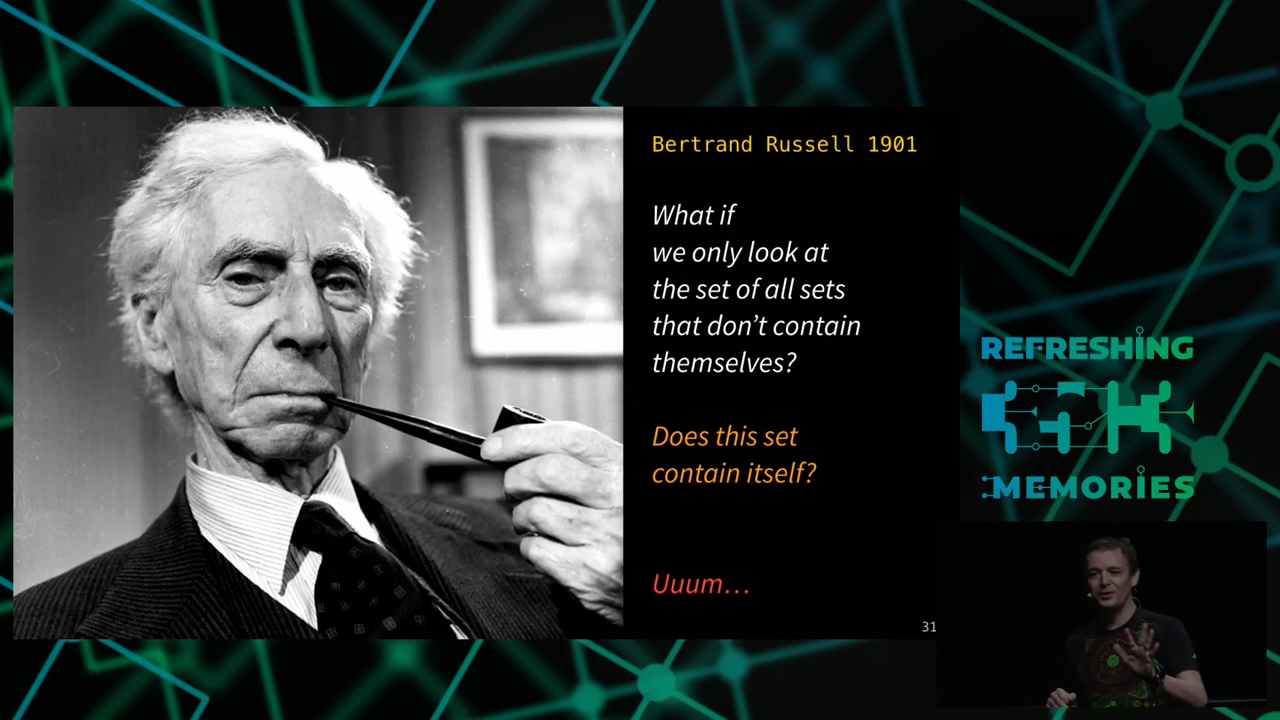 Bertrand Russell 1901
What if
we only look at
the set of all sets
that don’t contain
themselves?
Does this set
contain itself?
Uuum…
31
REFRESHING
MEMORIES